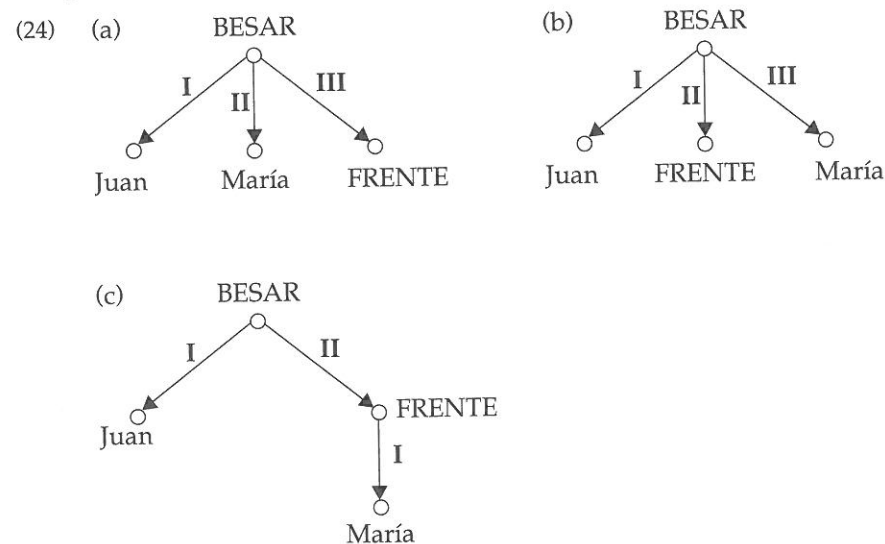 (24) (a) BESAR
I II III
Juan María FRENTE
(b) BESAR
I II III
Juan FRENTE María
(c) BESAR
I II
Juan FRENTE
I
María